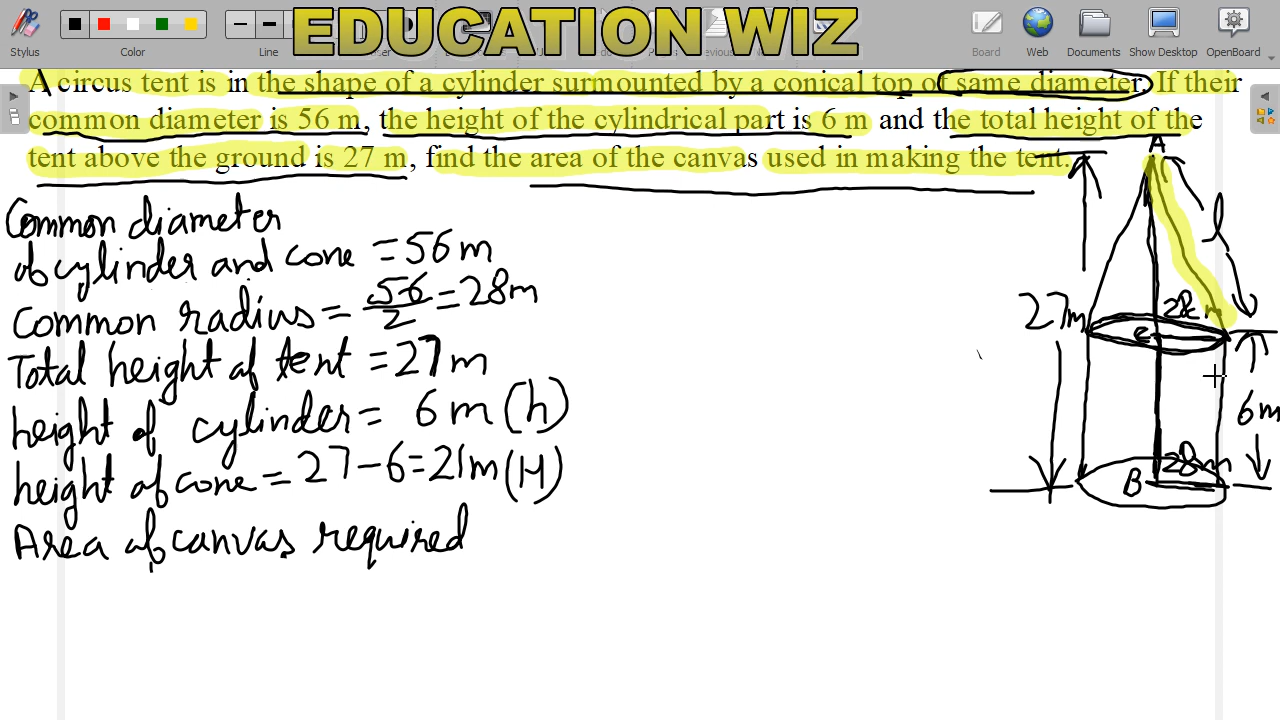 EDUCATION WIZ
Stylus
Color
Line
Board
Web
Documents
Show Desktop
OpenBoard
A circus tent is in the shape of a cylinder surmounted by a conical top of same diameter. If their
common diameter is 56 m, the height of the cylindrical part is 6 m and the total height of the
tent above the ground is 27 m, find the area of the canvas used in making the tent.
Common diameter
of cylinder and cone = 56 m
Common radius = 56/2 = 28m
Total height of tent = 27 m
height of cylinder = 6 m (h)
height of cone = 27 - 6 = 21m (H)
Area of canvas required
A
l
27m
28 m
C
6m
28m
B